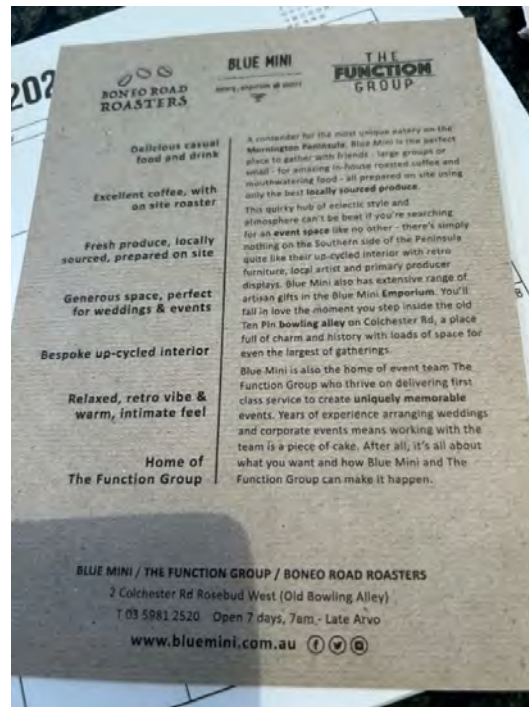 202
BONEO ROAD
ROASTERS
BLUE MINI
THE
FUNCTION
GROUP
Delicious casual
food and drink
Excellent coffee, with
on site roaster
Fresh produce, locally
sourced, prepared on site
Generous space, perfect
for weddings & events
Bespoke up-cycled interior
Relaxed, retro vibe &
warm, intimate feel
Home of
The Function Group
A contender for the most unique eatery on the
Mornington Peninsula. Blue Mini is the perfect
place to gather with friends - large groups or
small - for amazing in-house roasted coffee and
mouthwatering food - all prepared on site using
only the best locally sourced produce.
This quirky hub of eclectic style and
atmosphere can't be beat if you're searching
for an event space like no other - there's simply
nothing on the Southern side of the Peninsula
quite like their up-cycled interior with retro
furniture, local artist and primary producer
displays. Blue Mini also has extensive range of
artisan gifts in the Blue Mini Emporium. You'll
fall in love the moment you step inside the old
Ten Pin bowling alley on Colchester Rd, a place
full of charm and history with loads of space for
even the largest of gatherings.
Blue Mini is also the home of event team The
Function Group who thrive on delivering first
class service to create uniquely memorable
events. Years of experience arranging weddings
and corporate events means working with the
team is a piece of cake. After all, it's all about
what you want and how Blue Mini and The
Function Group can make it happen.
BLUE MINI / THE FUNCTION GROUP / BONEO ROAD ROASTERS
2 Colchester Rd Rosebud West (Old Bowling Alley)
T 03 5981 2520 Open 7 days, 7am - Late Arvo
www.bluemini.com.au